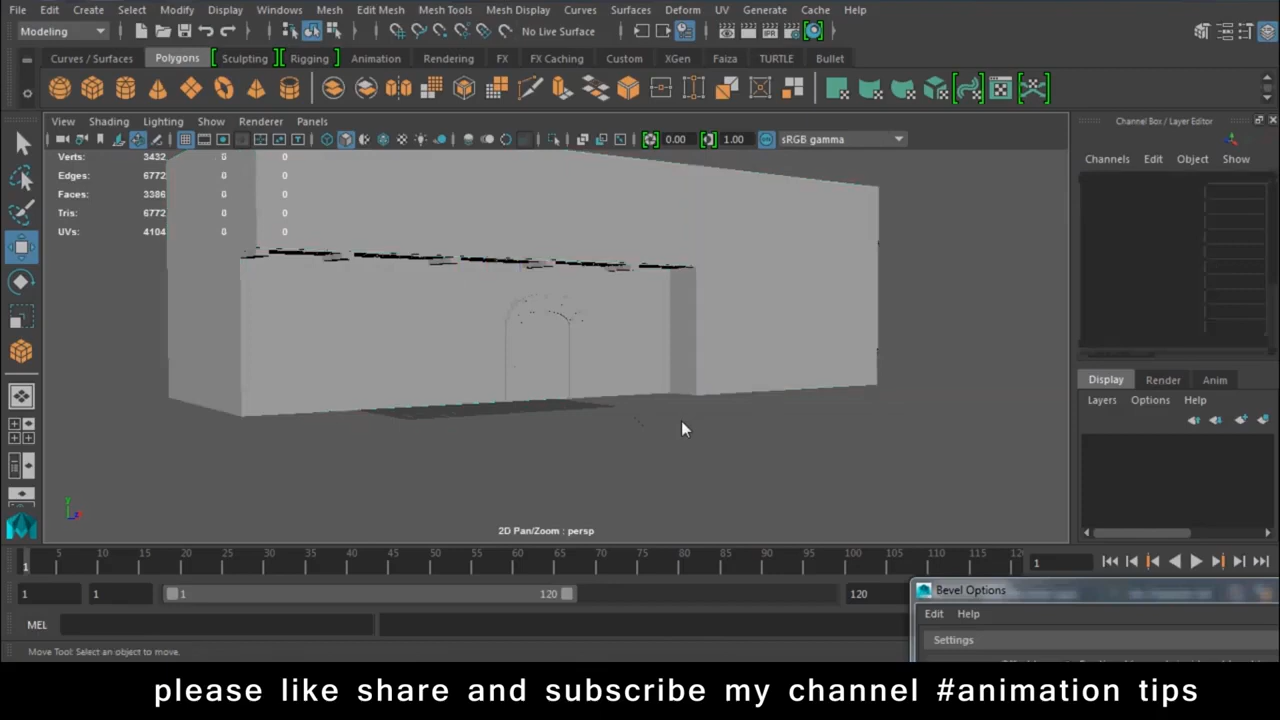 File Edit Create Select Modify Display Windows Mesh Edit Mesh Mesh Tools Mesh Display Curves Surfaces Deform UV Generate Cache Help
Modeling No Live Surface
Curves / Surfaces Polygons Sculpting Rigging Animation Rendering FX FX Caching Custom XGen Faiza TURTLE Bullet
View Shading Lighting Show Renderer Panels
Channel Box / Layer Editor
0.00 1.00 sRGB gamma
Channels Edit Object Show
Verts: 3432 0 0
Edges: 6772 0 0
Faces: 3386 0 0
Tris: 6772 0 0
UVs: 4104 0 0
Display Render Anim
Layers Options Help
2D Pan/Zoom : persp
5 10 15 20 25 30 35 40 45 50 55 60 65 70 75 80 85 90 95 100 105 110 115 12
1 1
1 1 1 120 120
Bevel Options
Edit Help
MEL
Settings
Move Tool: Select an object to move.
please like share and subscribe my channel #animation tips